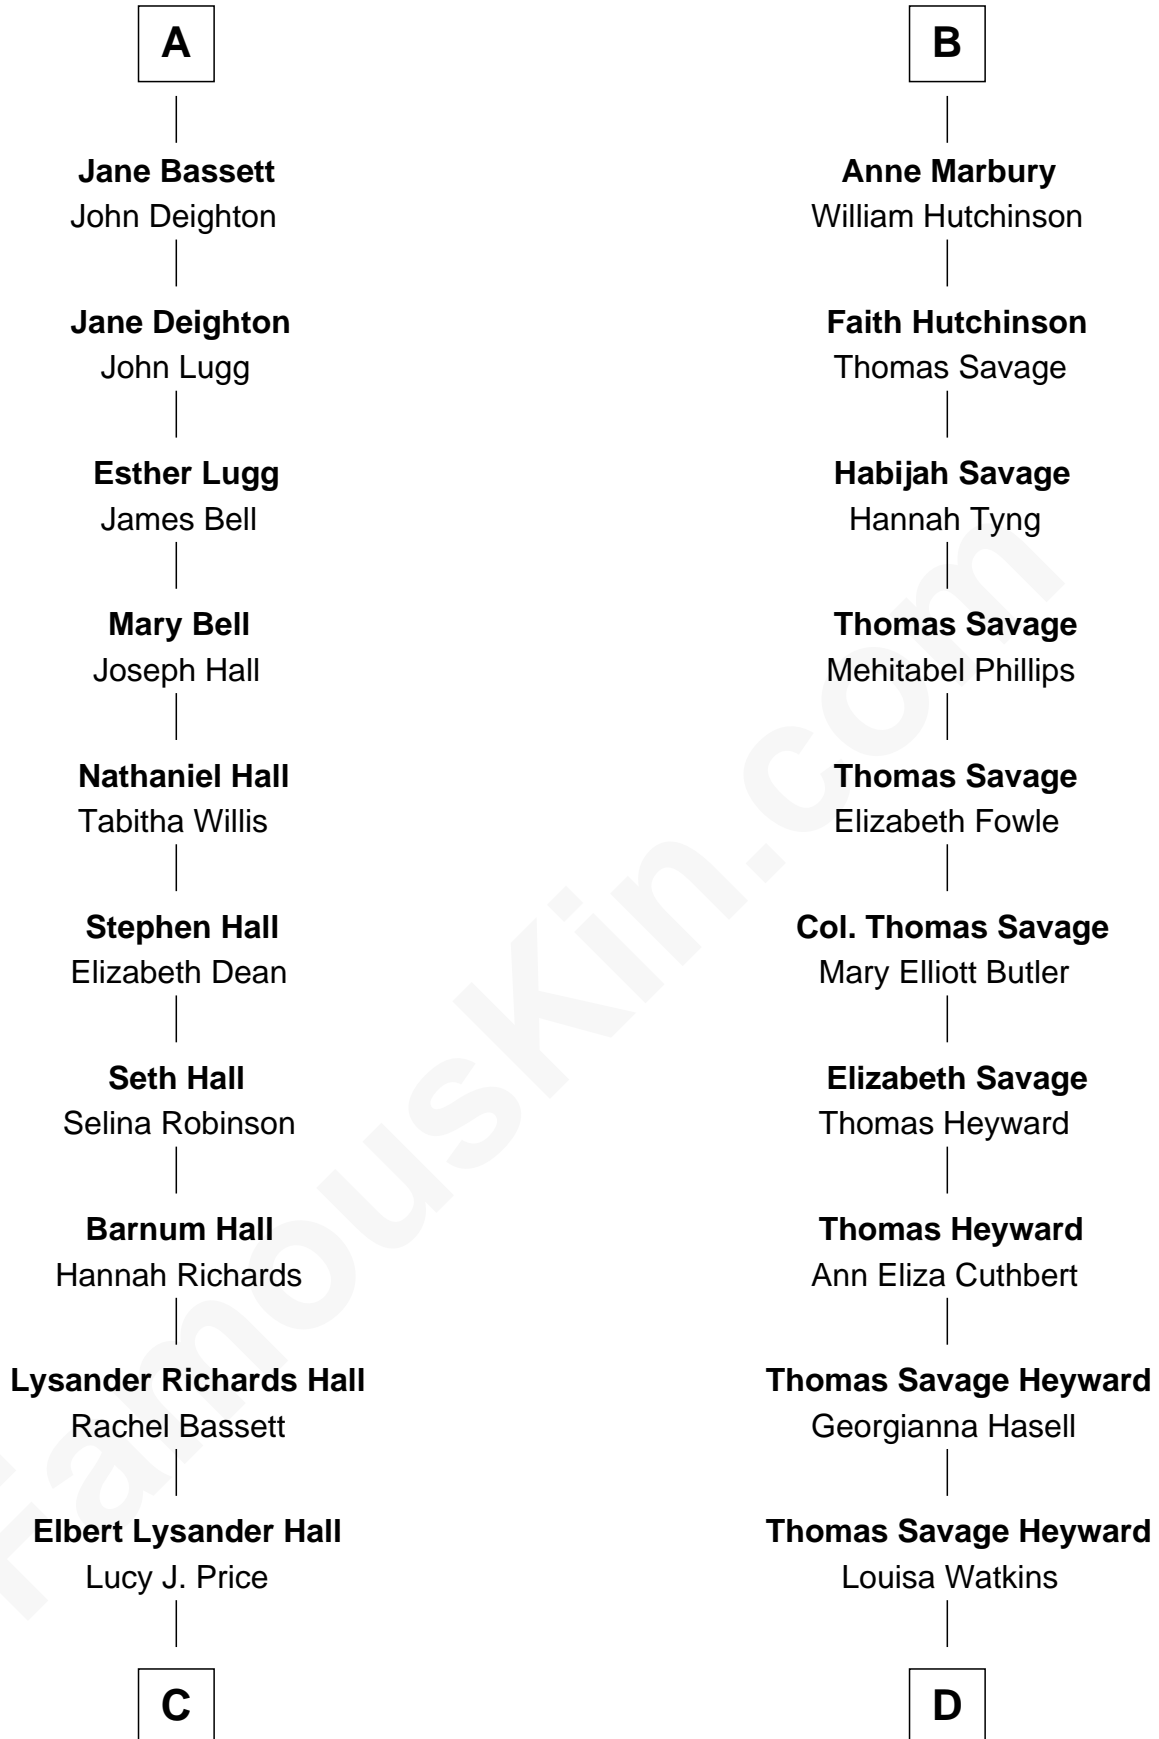 A
Jane Bassett
John Deighton
Jane Deighton
John Lugg
Esther Lugg
James Bell
Mary Bell
Joseph Hall
Nathaniel Hall
Tabitha Willis
Stephen Hall
Elizabeth Dean
Seth Hall
Selina Robinson
Barnum Hall
Hannah Richards
Lysander Richards Hall
Rachel Bassett
Elbert Lysander Hall
Lucy J. Price
C
B
Anne Marbury
William Hutchinson
Faith Hutchinson
Thomas Savage
Habijah Savage
Hannah Tyng
Thomas Savage
Mehitabel Phillips
Thomas Savage
Elizabeth Fowle
Col. Thomas Savage
Mary Elliott Butler
Elizabeth Savage
Thomas Heyward
Thomas Heyward
Ann Eliza Cuthbert
Thomas Savage Heyward
Georgianna Hasell
Thomas Savage Heyward
Louisa Watkins
D
FamousKin.com